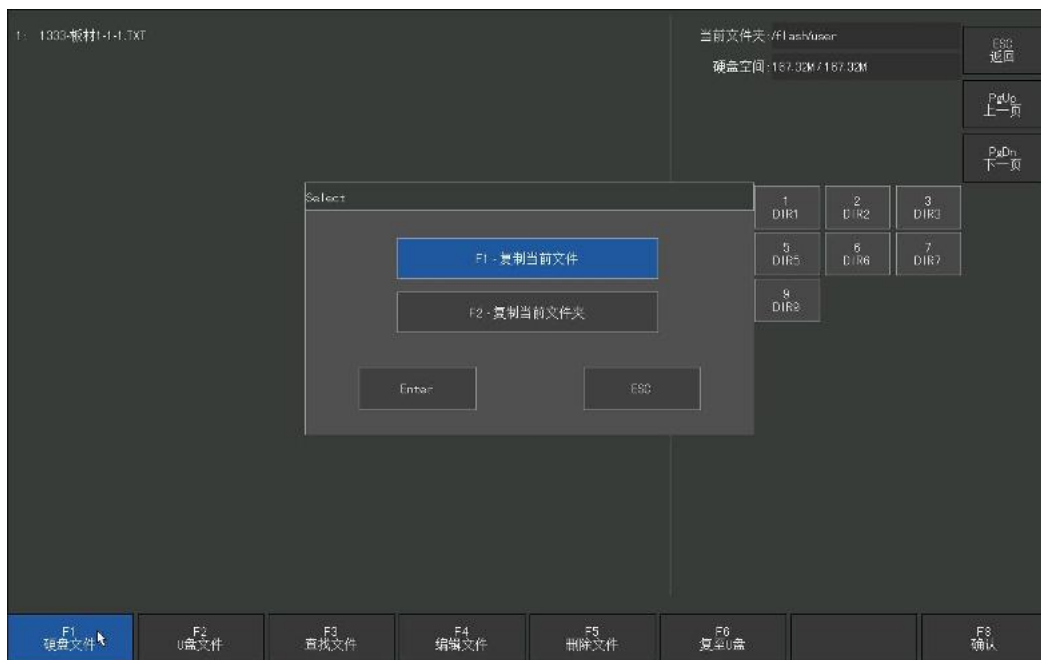 1: 1333-板材1-1-1.TXT
当前文件夹:/flash/user
硬盘空间:187.32M / 187.32M
ESC
返回
PgUp
上一页
PgDn
下一页
Select
F1 - 复制当前文件
F2 - 复制当前文件夹
Enter
ESC
1
DIR1
2
DIR2
3
DIR3
5
DIR5
6
DIR6
7
DIR7
9
DIR9
F1
硬盘文件
F2
U盘文件
F3
查找文件
F4
编辑文件
F5
删除文件
F6
复至U盘
F8
确认